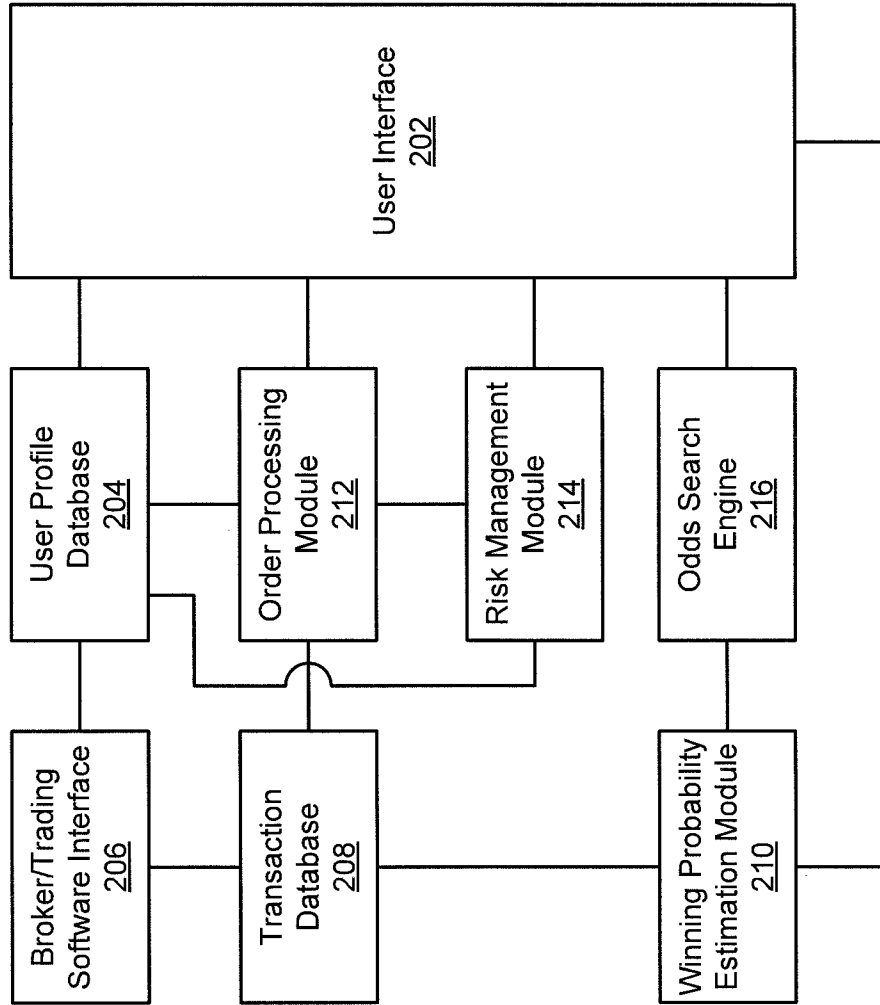 User Interface
202
User Profile
Database
204
Order Processing
Module
212
Risk Management
Module
214
Odds Search
Engine
216
Broker/Trading
Software Interface
206
Transaction
Database
208
Winning Probability
Estimation Module
210